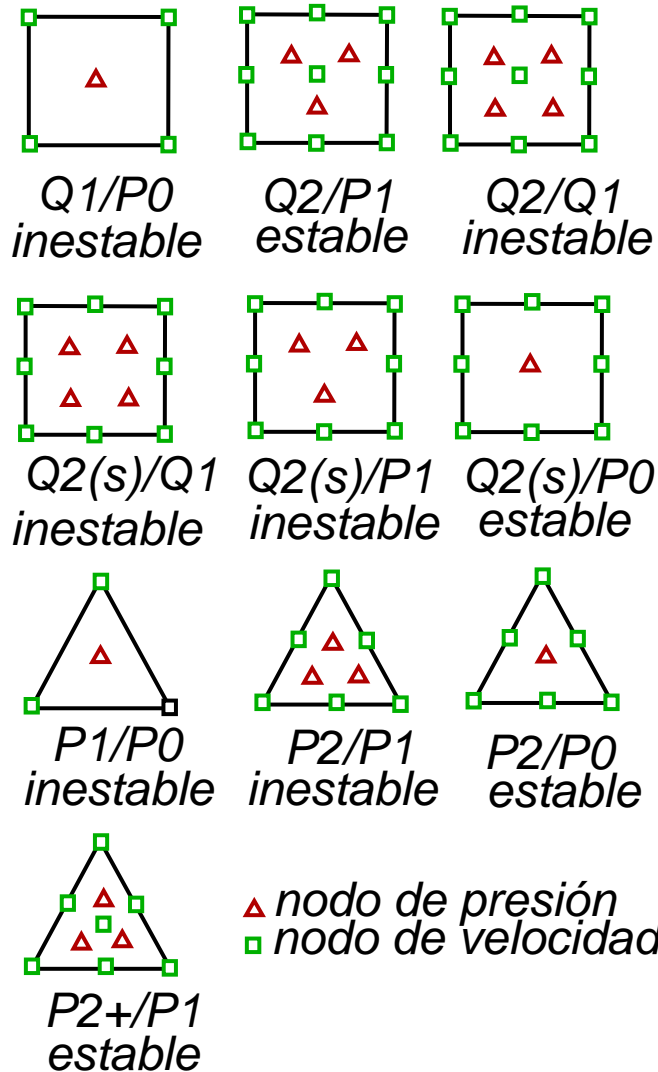 Q1/P0
inestable
Q2/P1
estable
Q2/Q1
inestable
Q2(s)/Q1
inestable
Q2(s)/P1
inestable
Q2(s)/P0
estable
P1/P0
inestable
P2/P1
inestable
P2/P0
estable
nodo de presión
nodo de velocidad
P2+/P1
estable